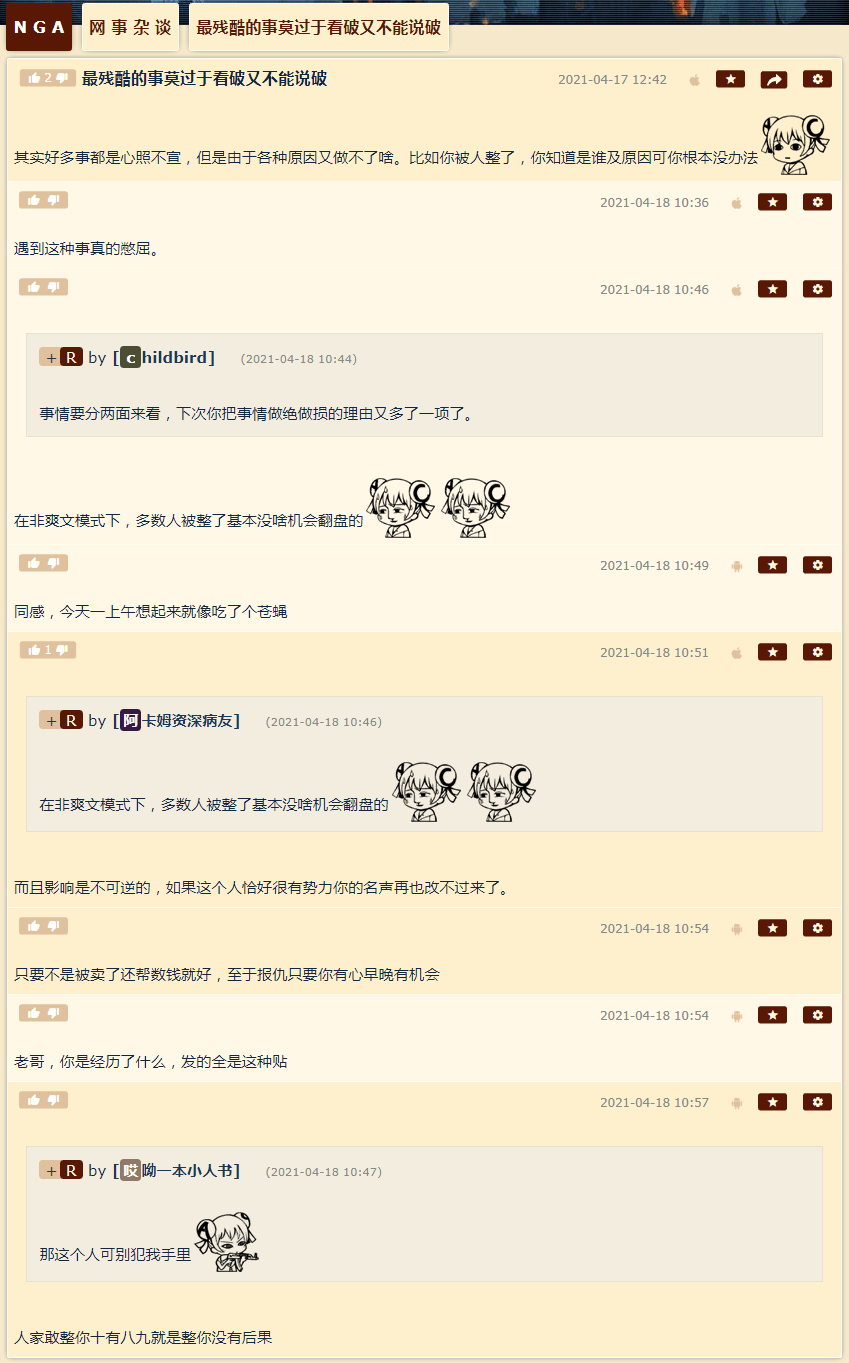 N G A 网 事 杂 谈 最残酷的事莫过于看破又不能说破
2 最残酷的事莫过于看破又不能说破 2021-04-17 12:42
其实好多事都是心照不宣，但是由于各种原因又做不了啥。比如你被人整了，你知道是谁及原因可你根本没办法
2021-04-18 10:36
遇到这种事真的憋屈。
2021-04-18 10:46
+ R by [childbird] (2021-04-18 10:44)
事情要分两面来看，下次你把事情做绝做损的理由又多了一项了。
在非爽文模式下，多数人被整了基本没啥机会翻盘的
2021-04-18 10:49
同感，今天一上午想起来就像吃了个苍蝇
1 2021-04-18 10:51
+ R by [阿卡姆资深病友] (2021-04-18 10:46)
在非爽文模式下，多数人被整了基本没啥机会翻盘的
而且影响是不可逆的，如果这个人恰好很有势力你的名声再也改不过来了。
2021-04-18 10:54
只要不是被卖了还帮数钱就好，至于报仇只要你有心早晚有机会
2021-04-18 10:54
老哥，你是经历了什么，发的全是这种贴
2021-04-18 10:57
+ R by [哎呦一本小人书] (2021-04-18 10:47)
那这个人可别犯我手里
人家敢整你十有八九就是整你没有后果